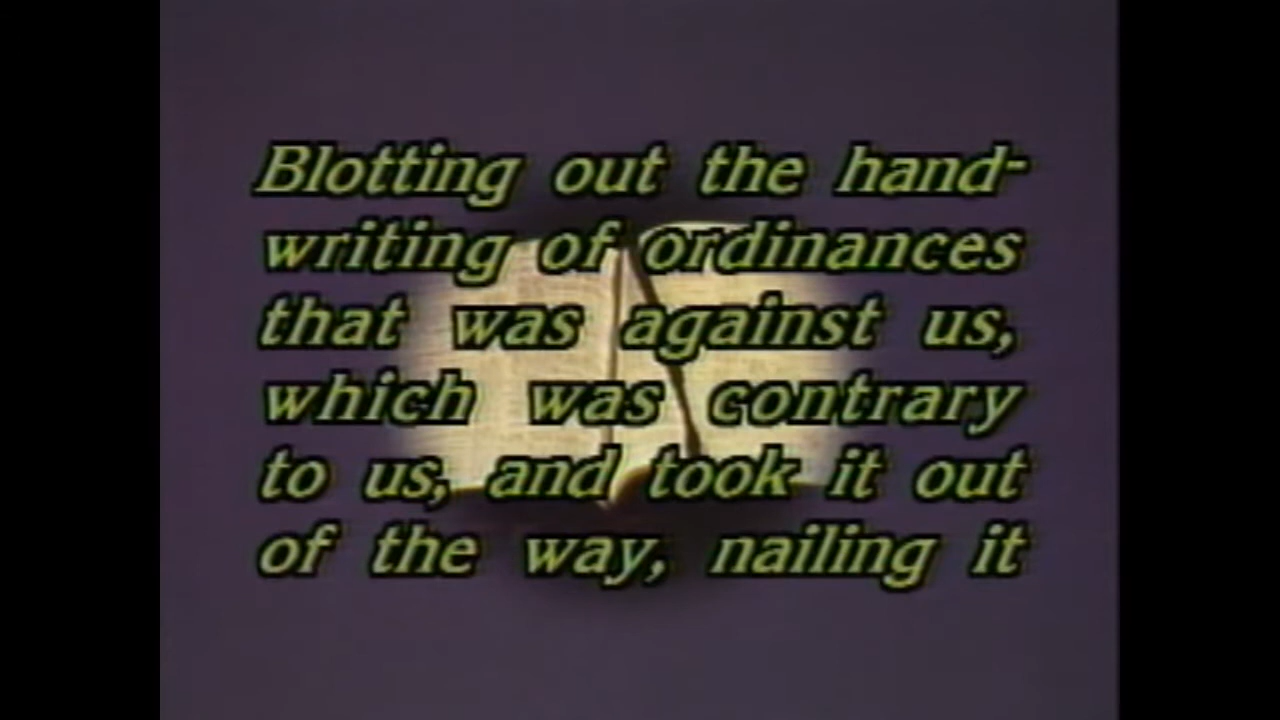 Blotting out the hand-
writing of ordinances
that was against us,
which was contrary
to us, and took it out
of the way, nailing it